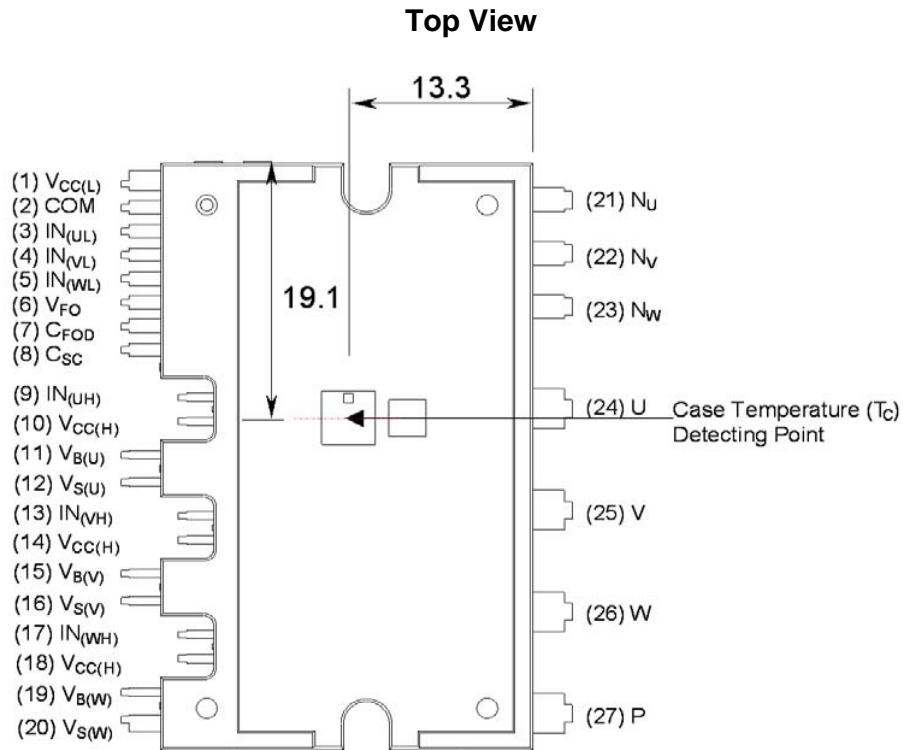 Top View
13.3
19.1
(1) VCC(L)
(2) COM
(3) IN(UL)
(4) IN(VL)
(5) IN(WL)
(6) VFO
(7) CFOD
(8) CSC
(9) IN(UH)
(10) VCC(H)
(11) VB(U)
(12) VS(U)
(13) IN(VH)
(14) VCC(H)
(15) VB(V)
(16) VS(V)
(17) IN(WH)
(18) VCC(H)
(19) VB(W)
(20) VS(W)
(21) NU
(22) NV
(23) NW
(24) U
Case Temperature (TC)
Detecting Point
(25) V
(26) W
(27) P